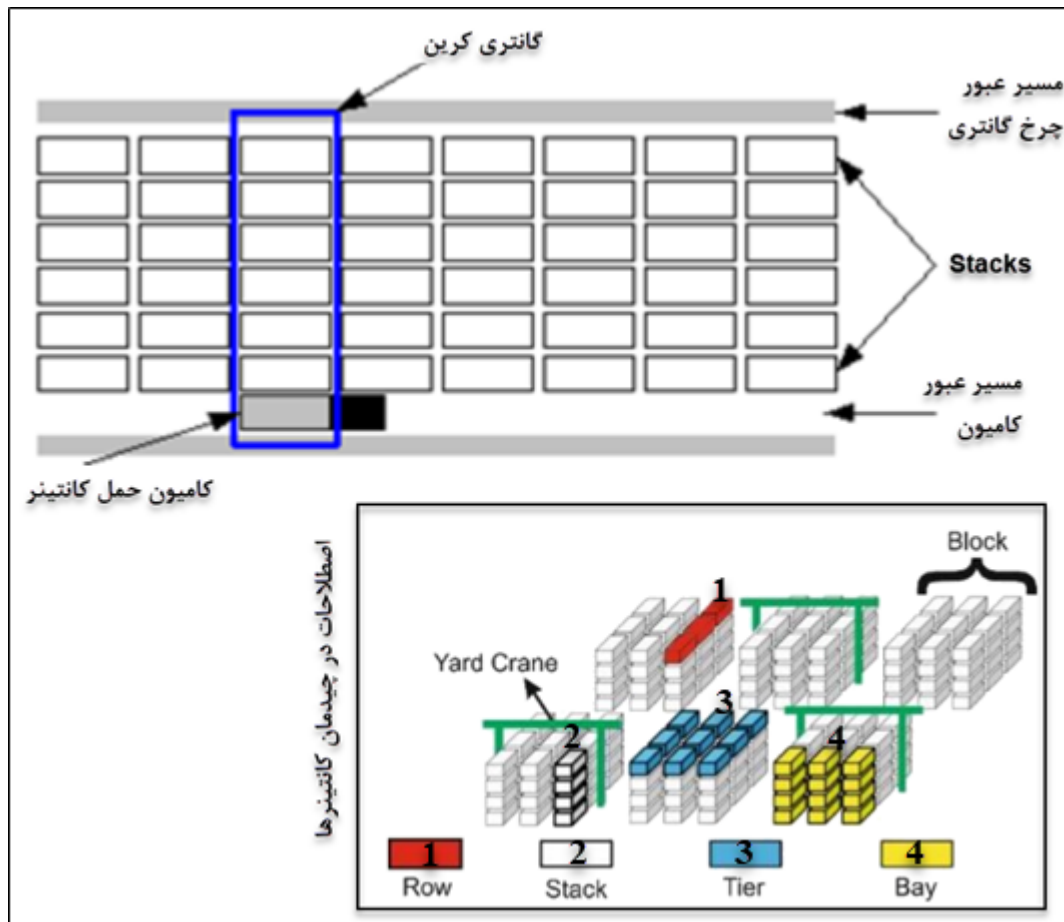 گانتری کرین
مسیر عبور
چرخ گانتری
Stacks
مسیر عبور
کامیون
کامیون حمل کانتینر
اصطلاحات در چیدمان کانتینرها
Block
1
Yard Crane
3
2
4
1
2
3
4
Row
Stack
Tier
Bay